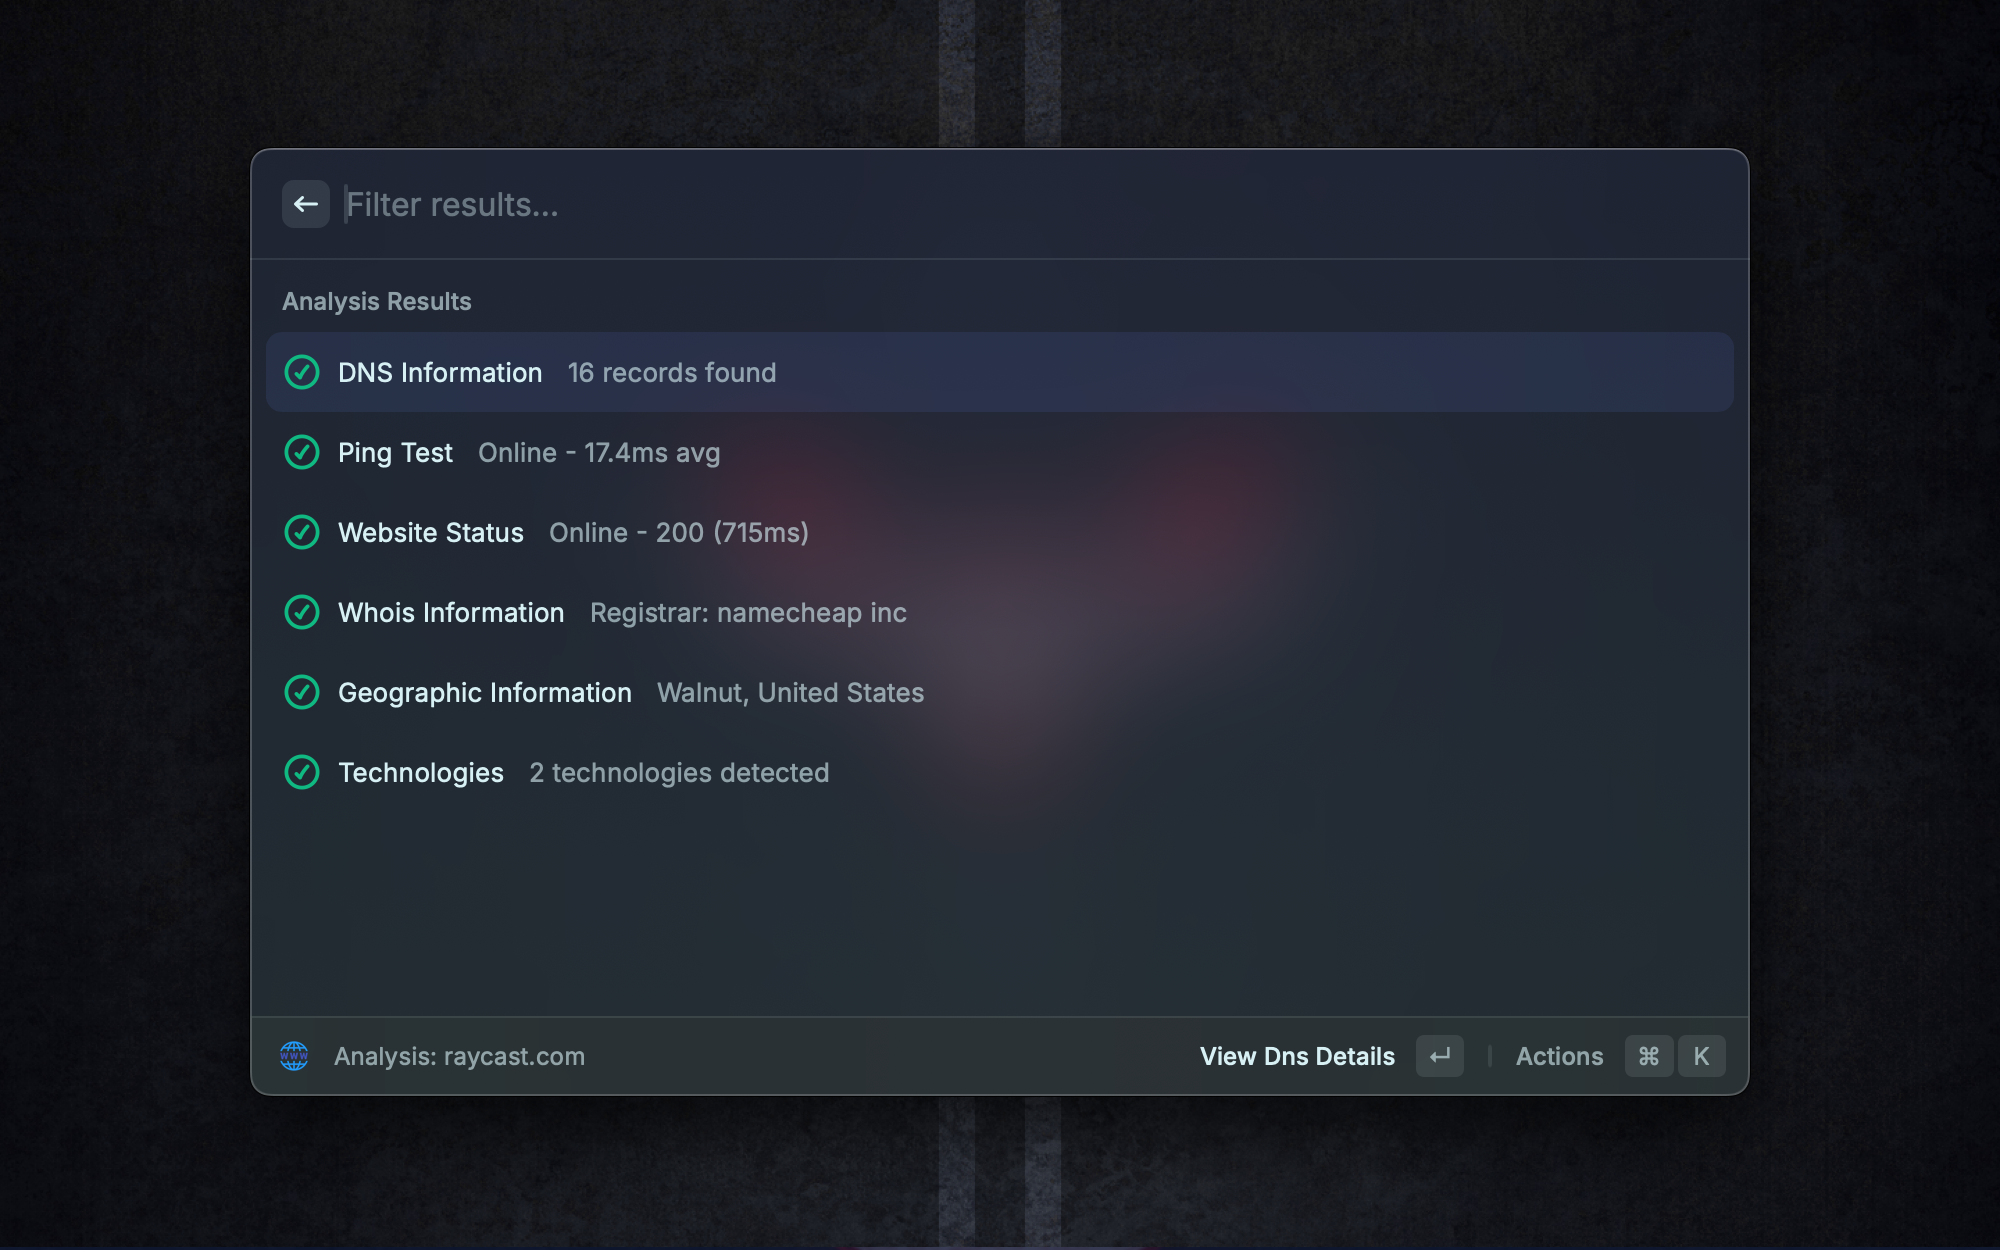 Filter results...
Analysis Results
DNS Information 16 records found
Ping Test Online - 17.4ms avg
Website Status Online - 200 (715ms)
Whois Information Registrar: namecheap inc
Geographic Information Walnut, United States
Technologies 2 technologies detected
WWW Analysis: raycast.com View Dns Details ↵ Actions ⌘ K